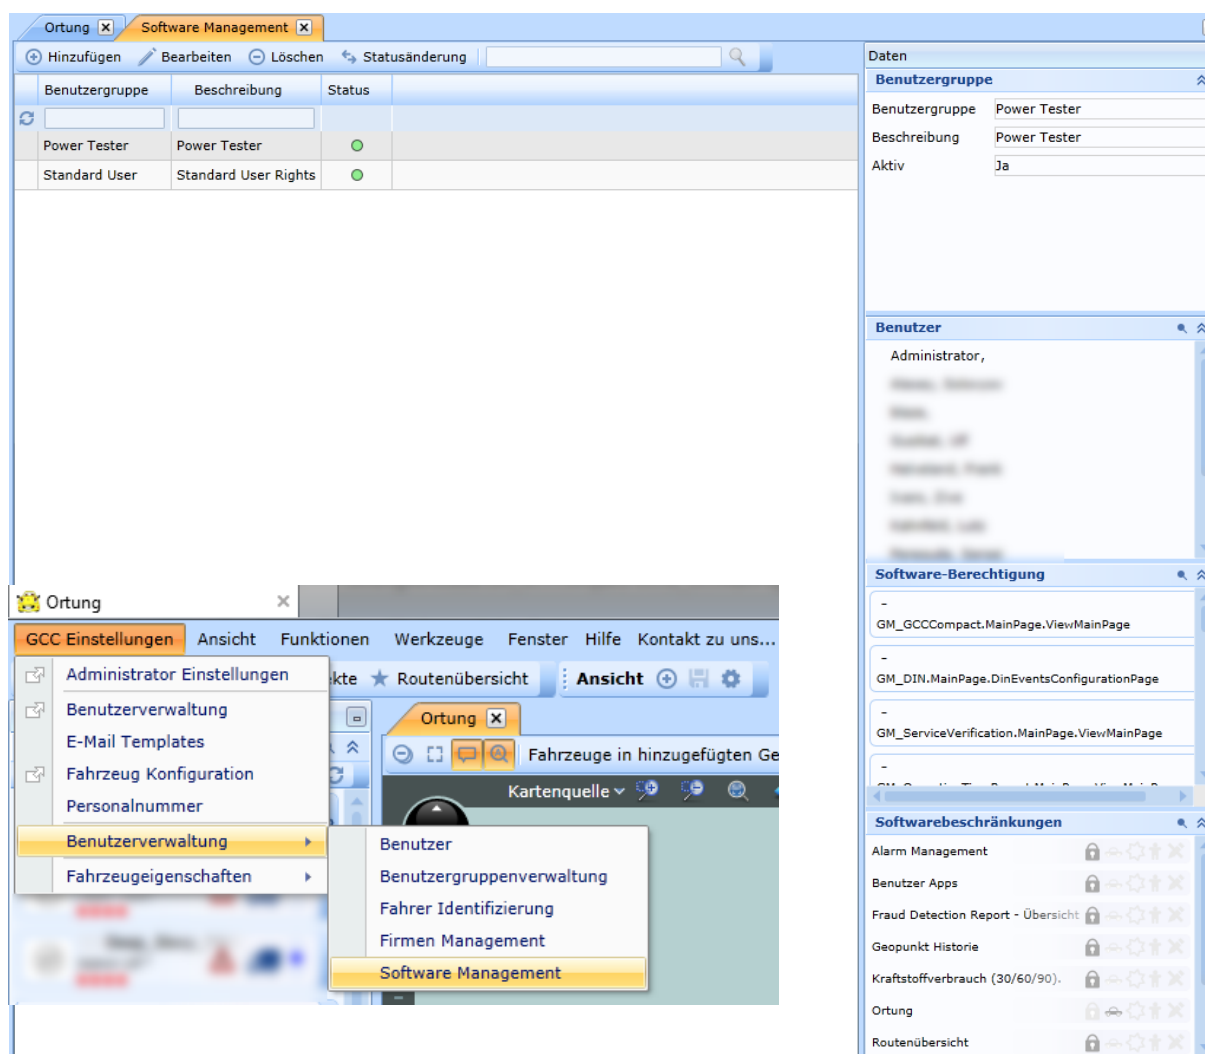 Ortung
Software Management
Hinzufügen Bearbeiten Löschen Statusänderung
Benutzergruppe Beschreibung Status
Power Tester Power Tester
Standard User Standard User Rights
Daten
Benutzergruppe
Benutzergruppe Power Tester
Beschreibung Power Tester
Aktiv Ja
Benutzer
Administrator,
Software-Berechtigung
-
GM_GCCCompact.MainPage.ViewMainPage
-
GM_DIN.MainPage.DinEventsConfigurationPage
-
GM_ServiceVerification.MainPage.ViewMainPage
-
Softwarebeschränkungen
Alarm Management
Benutzer Apps
Fraud Detection Report - Übersicht
Geopunkt Historie
Kraftstoffverbrauch (30/60/90).
Ortung
Routenübersicht
Ortung
GCC Einstellungen Ansicht Funktionen Werkzeuge Fenster Hilfe Kontakt zu uns...
kte Routenübersicht Ansicht
Administrator Einstellungen
Benutzerverwaltung
E-Mail Templates
Fahrzeug Konfiguration
Personalnummer
Benutzerverwaltung
Fahrzeugeigenschaften
Ortung
Fahrzeuge in hinzugefügten Ge
Kartenquelle
Benutzer
Benutzergruppenverwaltung
Fahrer Identifizierung
Firmen Management
Software Management